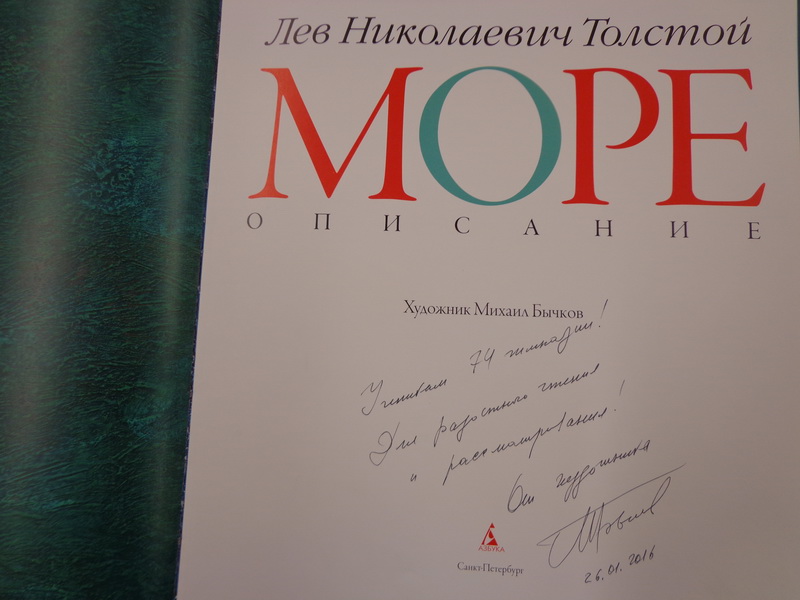 Лев Николаевич Толстой
МОРЕ
ОПИСАНИЕ
Художник Михаил Бычков
Ученикам 74 гимназии!
Для радостного чтения
и рассматривания!
От художника
АЗБУКА
Санкт-Петербург
26.01.2016